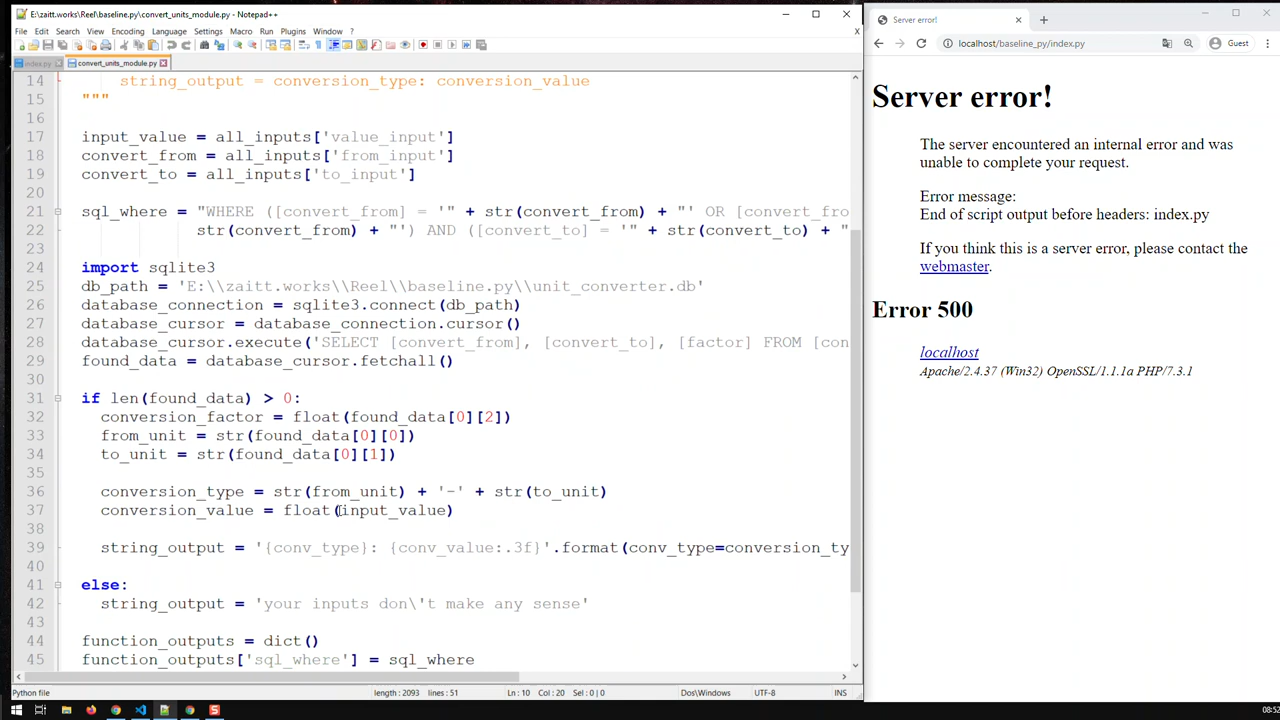 E:\zaitt.works\Reel\baseline.py\convert_units_module.py - Notepad++
File Edit Search View Encoding Language Settings Macro Run Plugins Window ?
index.py convert_units_module.py
14 string_output = conversion_type: conversion_value
15 """
16
17 input_value = all_inputs['value_input']
18 convert_from = all_inputs['from_input']
19 convert_to = all_inputs['to_input']
20
21 sql_where = "WHERE ([convert_from] = '" + str(convert_from) + "' OR [convert_fro
22 str(convert_from) + "') AND ([convert_to] = '" + str(convert_to) + "
23
24 import sqlite3
25 db_path = 'E:\\zaitt.works\\Reel\\baseline.py\\unit_converter.db'
26 database_connection = sqlite3.connect(db_path)
27 database_cursor = database_connection.cursor()
28 database_cursor.execute('SELECT [convert_from], [convert_to], [factor] FROM [con
29 found_data = database_cursor.fetchall()
30
31 if len(found_data) > 0:
32 conversion_factor = float(found_data[0][2])
33 from_unit = str(found_data[0][0])
34 to_unit = str(found_data[0][1])
35
36 conversion_type = str(from_unit) + '-' + str(to_unit)
37 conversion_value = float(input_value)
38
39 string_output = '{conv_type}: {conv_value:.3f}'.format(conv_type=conversion_ty
40
41 else:
42 string_output = 'your inputs don\'t make any sense'
43
44 function_outputs = dict()
45 function_outputs['sql_where'] = sql_where
Python file length : 2093 lines : 51 Ln : 10 Col : 20 Sel : 0 | 0 Dos\Windows UTF-8 INS
Server error!
localhost/baseline_py/index.py
Guest
Server error!
The server encountered an internal error and was
unable to complete your request.
Error message:
End of script output before headers: index.py
If you think this is a server error, please contact the
webmaster.
Error 500
localhost
Apache/2.4.37 (Win32) OpenSSL/1.1.1a PHP/7.3.1
08:52